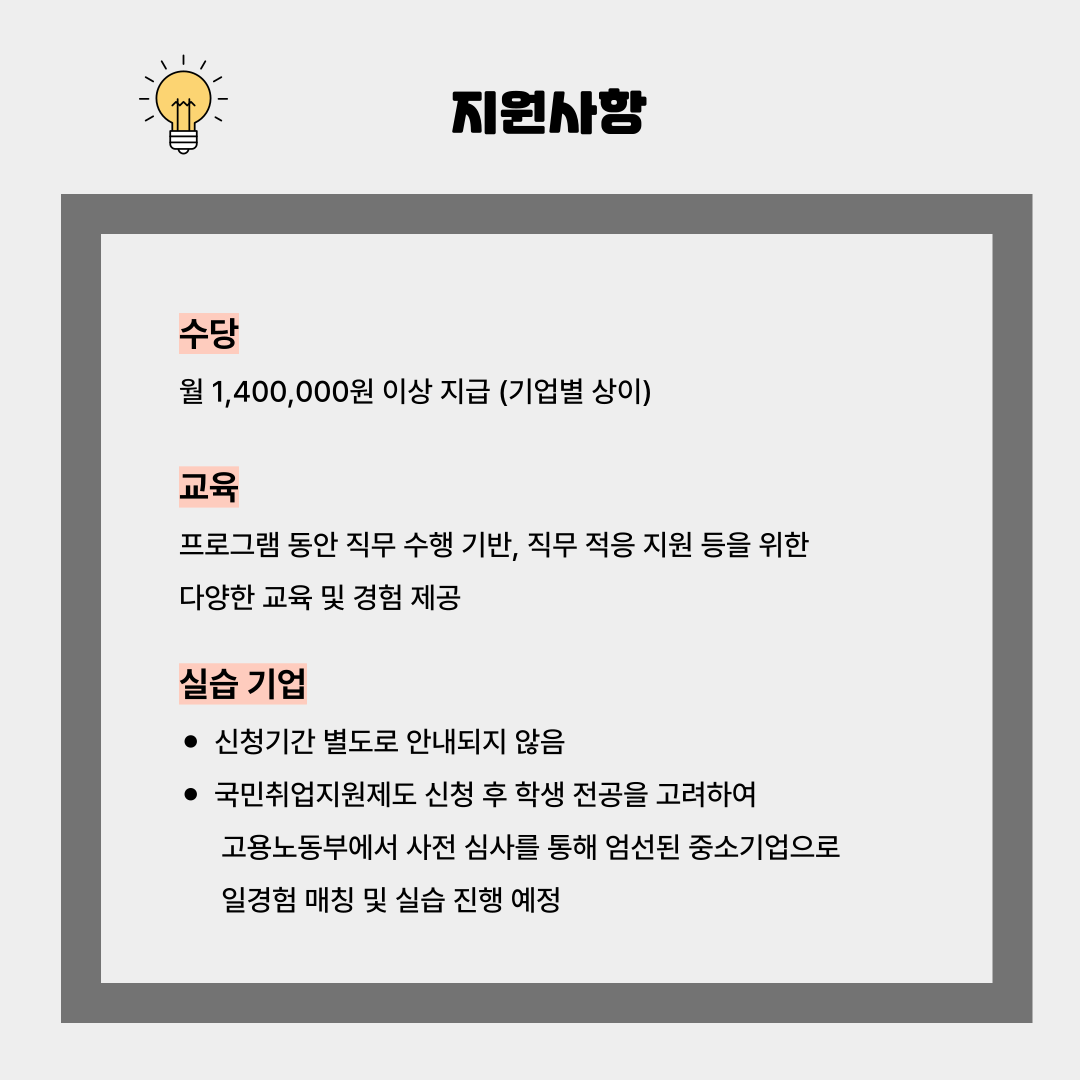 지원사항
수당
월 1,400,000원 이상 지급 (기업별 상이)
교육
프로그램 동안 직무 수행 기반, 직무 적응 지원 등을 위한
다양한 교육 및 경험 제공
실습 기업
● 신청기간 별도로 안내되지 않음
● 국민취업지원제도 신청 후 학생 전공을 고려하여
고용노동부에서 사전 심사를 통해 엄선된 중소기업으로
일경험 매칭 및 실습 진행 예정